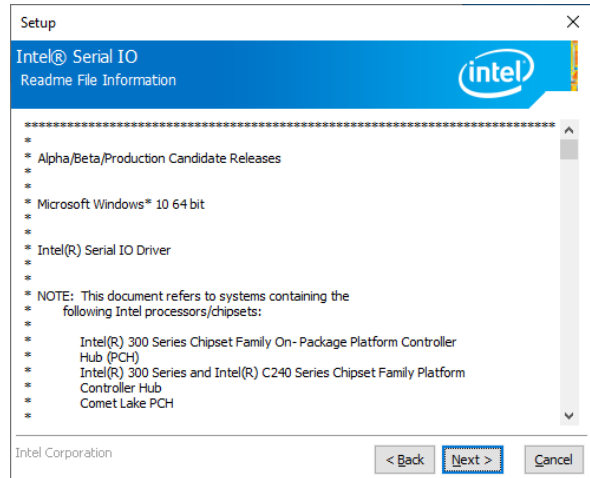 Setup
Intel® Serial IO
Readme File Information
intel
*******************************************************************************
*
* Alpha/Beta/Production Candidate Releases
*
*
* Microsoft Windows* 10 64 bit
*
*
* Intel(R) Serial IO Driver
*
*
* NOTE: This document refers to systems containing the
* following Intel processors/chipsets:
*
* Intel(R) 300 Series Chipset Family On- Package Platform Controller
* Hub (PCH)
* Intel(R) 300 Series and Intel(R) C240 Series Chipset Family Platform
* Controller Hub
* Comet Lake PCH
*
Intel Corporation
< Back
Next >
Cancel